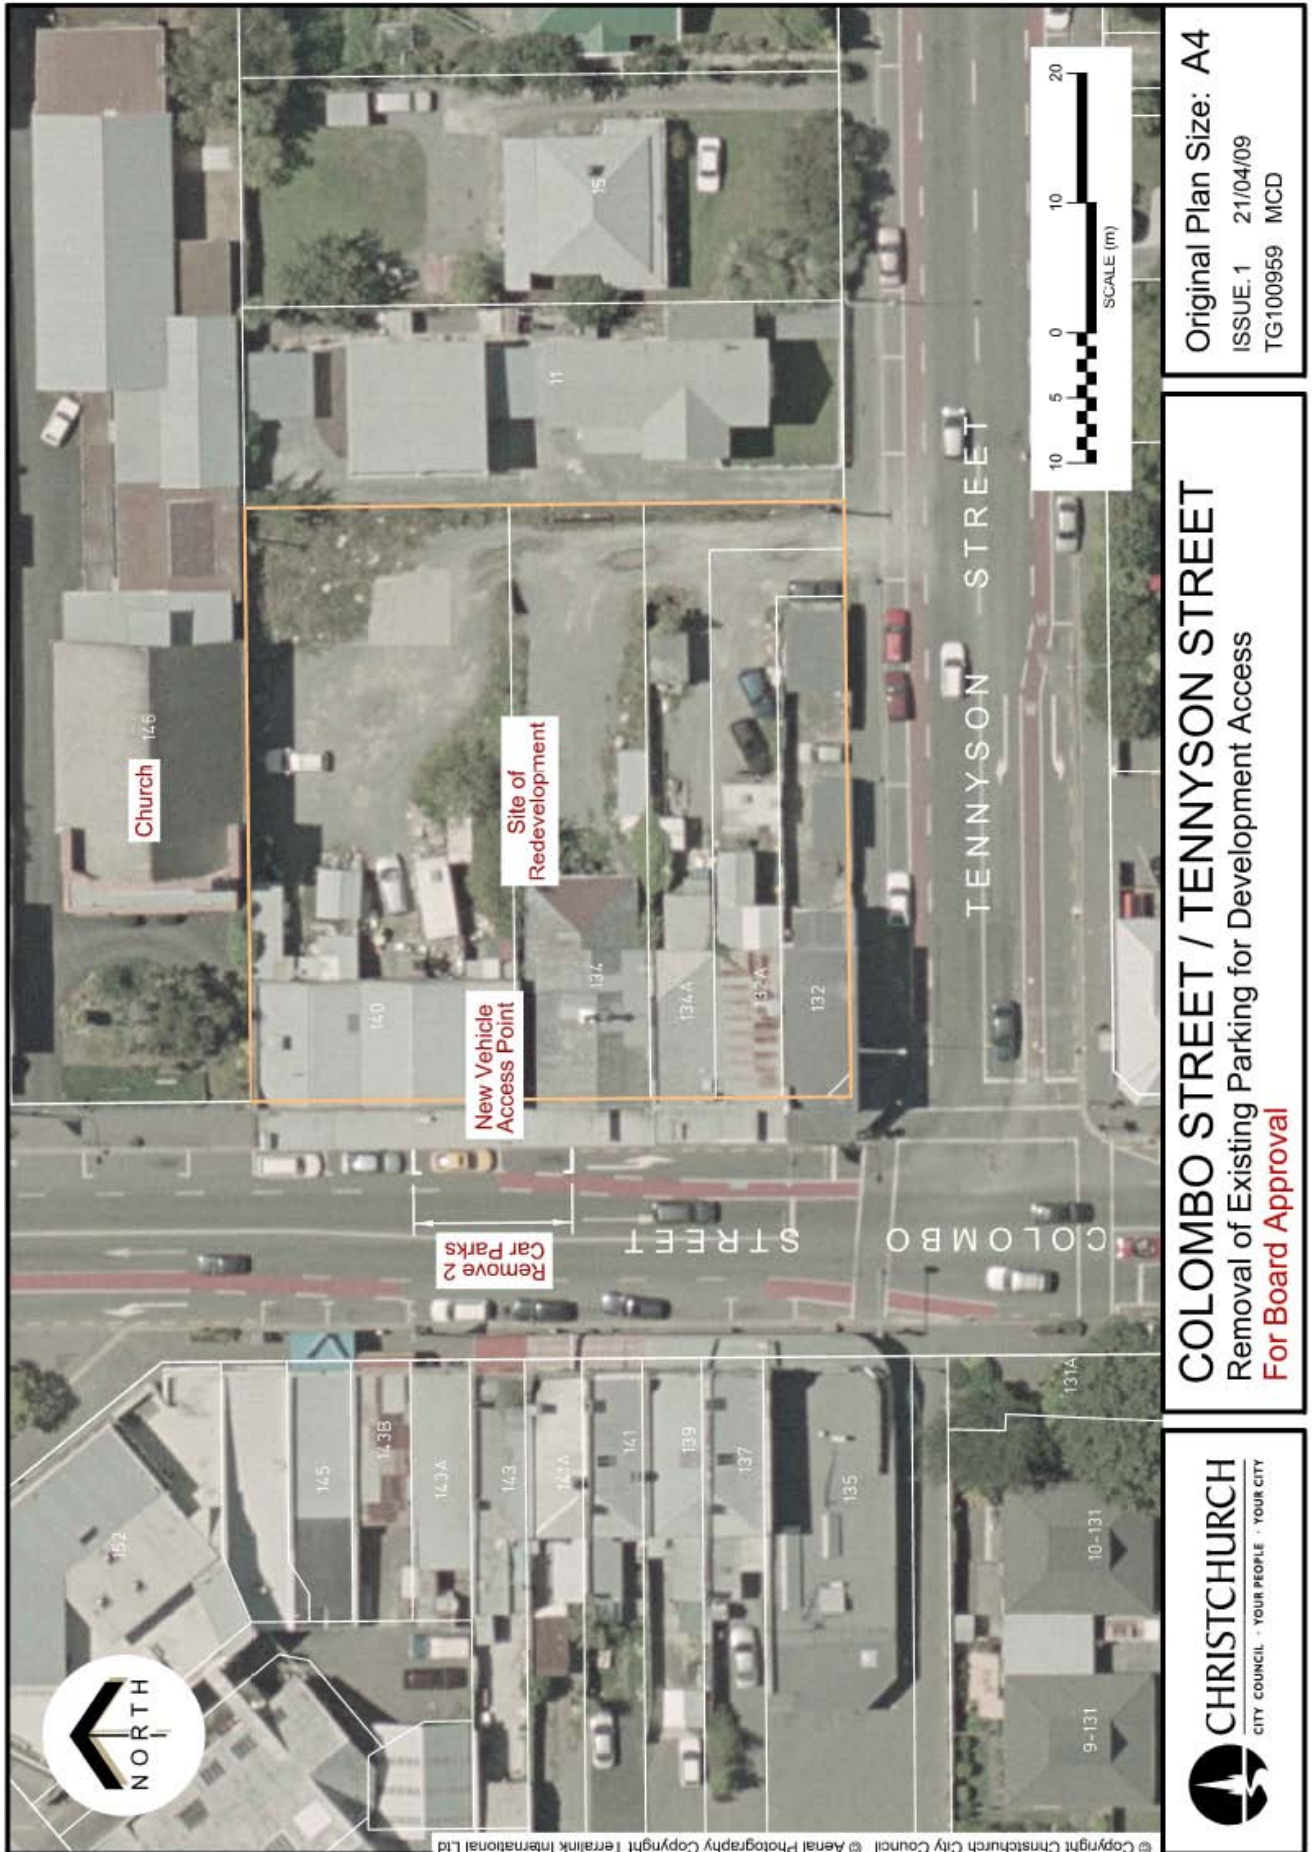 NORTH
152
145
143B
143A
143
141A
141
139
137
135
131A
10-131
9-131
Church
146
140
134
134A
132A
132
11
15
Site of
Redevelopment
New Vehicle
Access Point
Remove 2
Car Parks
COLOMBO STREET
TENNYSON STREET
10 5 0 10 20
SCALE (m)
© Copyright Christchurch City Council © Aerial Photography Copyright Terralink International Ltd
CHRISTCHURCH
CITY COUNCIL · YOUR PEOPLE · YOUR CITY
COLOMBO STREET / TENNYSON STREET
Removal of Existing Parking for Development Access
For Board Approval
Original Plan Size: A4
ISSUE.1 21/04/09
TG100959 MCD